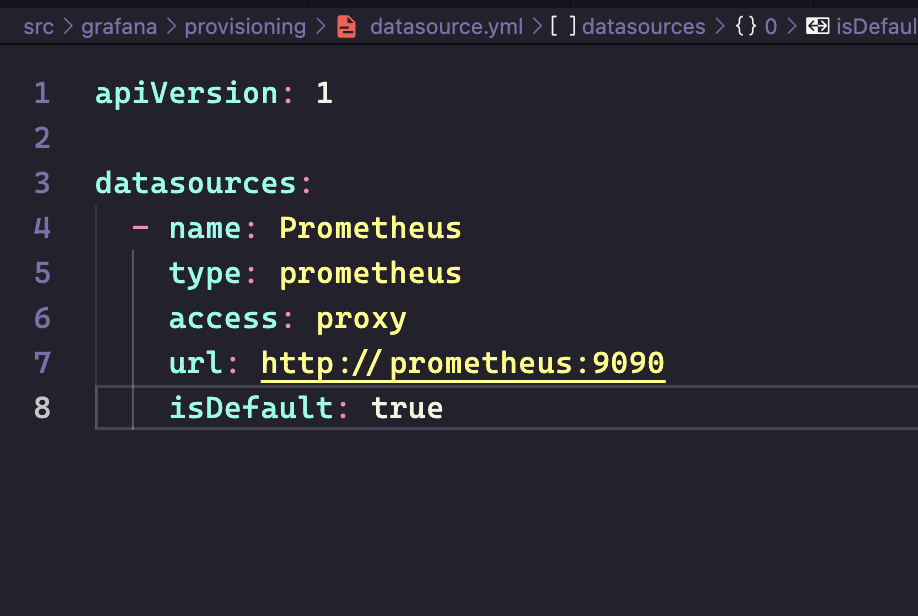 src > grafana > provisioning > datasource.yml > [ ] datasources > {} 0 > isDefaul
1 apiVersion: 1
2
3 datasources:
4   - name: Prometheus
5     type: prometheus
6     access: proxy
7     url: http://prometheus:9090
8     isDefault: true